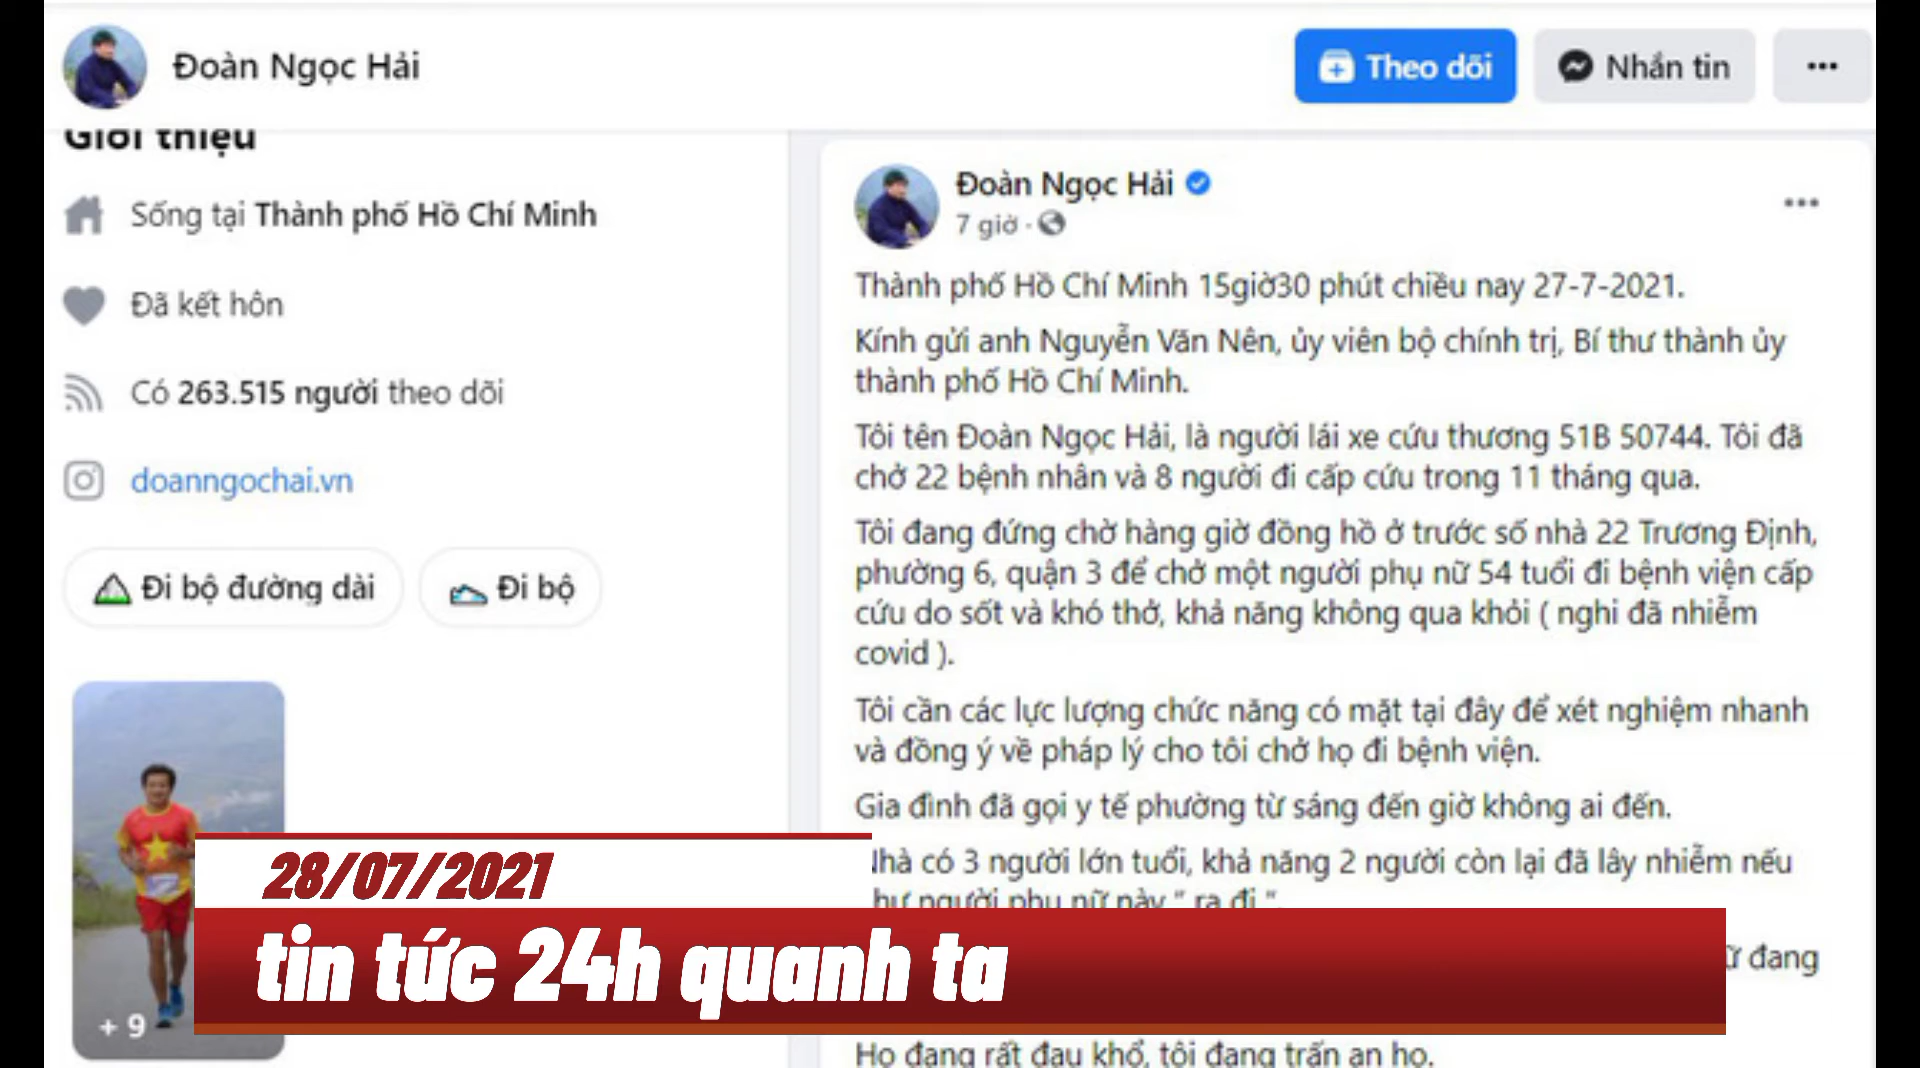 Đoàn Ngọc Hải
Theo dõi
Nhắn tin
Giới thiệu
Sống tại Thành phố Hồ Chí Minh
Đã kết hôn
Có 263.515 người theo dõi
doanngochai.vn
Đi bộ đường dài
Đi bộ
+ 9
Đoàn Ngọc Hải
7 giờ ·
Thành phố Hồ Chí Minh 15giờ30 phút chiều nay 27-7-2021.
Kính gửi anh Nguyễn Văn Nên, ủy viên bộ chính trị, Bí thư thành ủy
thành phố Hồ Chí Minh.
Tôi tên Đoàn Ngọc Hải, là người lái xe cứu thương 51B 50744. Tôi đã
chở 22 bệnh nhân và 8 người đi cấp cứu trong 11 tháng qua.
Tôi đang đứng chờ hàng giờ đồng hồ ở trước số nhà 22 Trương Định,
phường 6, quận 3 để chở một người phụ nữ 54 tuổi đi bệnh viện cấp
cứu do sốt và khó thở, khả năng không qua khỏi ( nghi đã nhiễm
covid ).
Tôi cần các lực lượng chức năng có mặt tại đây để xét nghiệm nhanh
và đồng ý về pháp lý cho tôi chở họ đi bệnh viện.
Gia đình đã gọi y tế phường từ sáng đến giờ không ai đến.
Nhà có 3 người lớn tuổi, khả năng 2 người còn lại đã lây nhiễm nếu
như người phụ nữ này " ra đi ".
đang
Họ đang rất đau khổ, tôi đang trấn an họ.
28/07/2021
tin tức 24h quanh ta